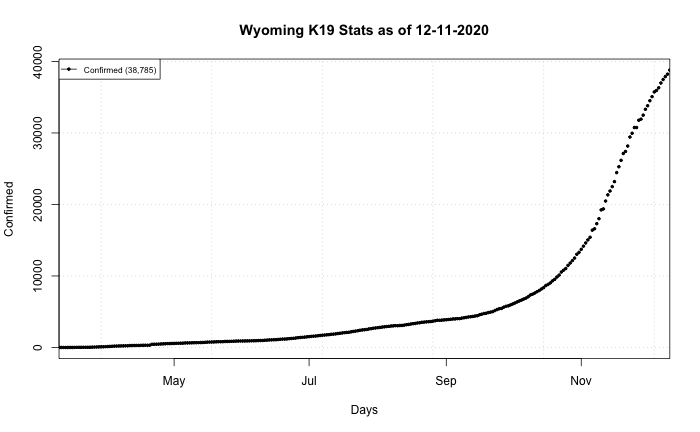 Wyoming K19 Stats as of 12-11-2020
Confirmed (38,785)
Confirmed
40000
30000
20000
10000
0
May Jul Sep Nov
Days